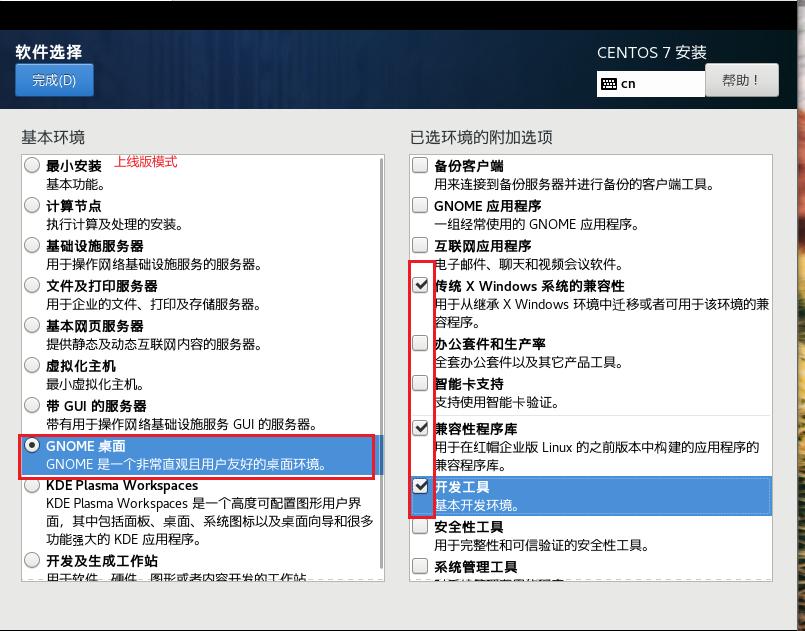 软件选择
完成(D)
CENTOS 7 安装
cn
帮助！
基本环境
最小安装
上线版模式
基本功能。
计算节点
执行计算及处理的安装。
基础设施服务器
用于操作网络基础设施服务的服务器。
文件及打印服务器
用于企业的文件、打印及存储服务器。
基本网页服务器
提供静态及动态互联网内容的服务器。
虚拟化主机
最小虚拟化主机。
带 GUI 的服务器
带有用于操作网络基础设施服务 GUI 的服务器。
GNOME 桌面
GNOME 是一个非常直观且用户友好的桌面环境。
KDE Plasma Workspaces
KDE Plasma Workspaces 是一个高度可配置图形用户界
面，其中包括面板、桌面、系统图标以及桌面向导和很多
功能强大的 KDE 应用程序。
开发及生成工作站
用于软件、硬件、图形或者内容开发的工作站
已选环境的附加选项
备份客户端
用来连接到备份服务器并进行备份的客户端工具。
GNOME 应用程序
一组经常使用的 GNOME 应用程序。
互联网应用程序
电子邮件、聊天和视频会议软件。
传统 X Windows 系统的兼容性
用于从继承 X Windows 环境中迁移或者可用于该环境的兼
容程序。
办公套件和生产率
全套办公套件以及其它产品工具。
智能卡支持
支持使用智能卡验证。
兼容性程序库
用于在红帽企业版 Linux 的之前版本中构建的应用程序的
兼容程序库。
开发工具
基本开发环境。
安全性工具
用于完整性和可信验证的安全性工具。
系统管理工具